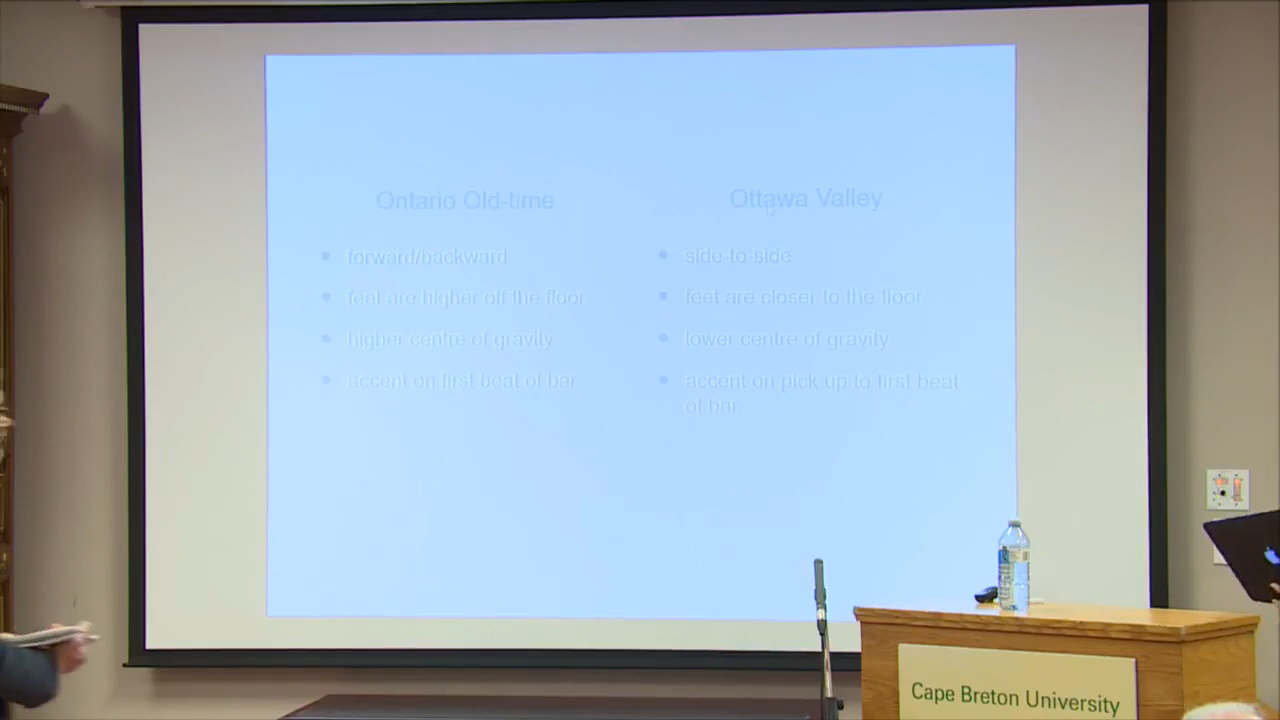 Ontario Old-time
• forward/backward
• feet are higher off the floor
• higher centre of gravity
• accent on first beat of bar
Ottawa Valley
• side-to-side
• feet are closer to the floor
• lower centre of gravity
• accent on pick up to first beat
of bar
Cape Breton University